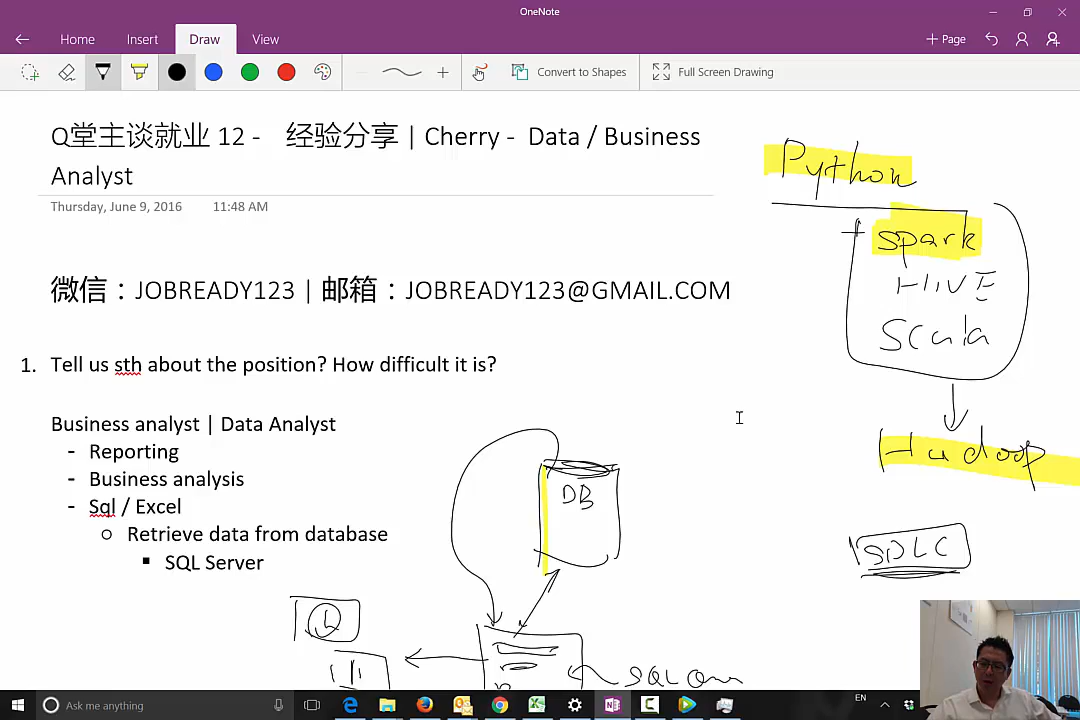 OneNote
Home Insert Draw View
Page
Convert to Shapes
Full Screen Drawing
Q堂主谈就业 12 - 经验分享 | Cherry - Data / Business
Analyst
Thursday, June 9, 2016 11:48 AM
微信：JOBREADY123 | 邮箱：JOBREADY123@GMAIL.COM
1. Tell us sth about the position? How difficult it is?
Business analyst | Data Analyst
- Reporting
- Business analysis
- Sql / Excel
o Retrieve data from database
▪ SQL Server
Python
+ spark
HIVE
Scala
Hadoop
SDLC
DB
SQL
Ask me anything
EN